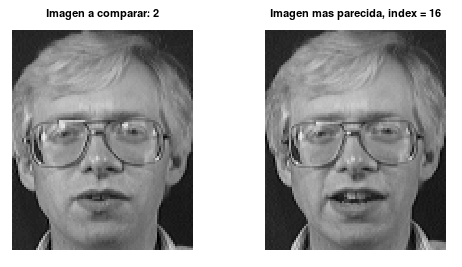 Imagen a comparar: 2
Imagen mas parecida, index = 16